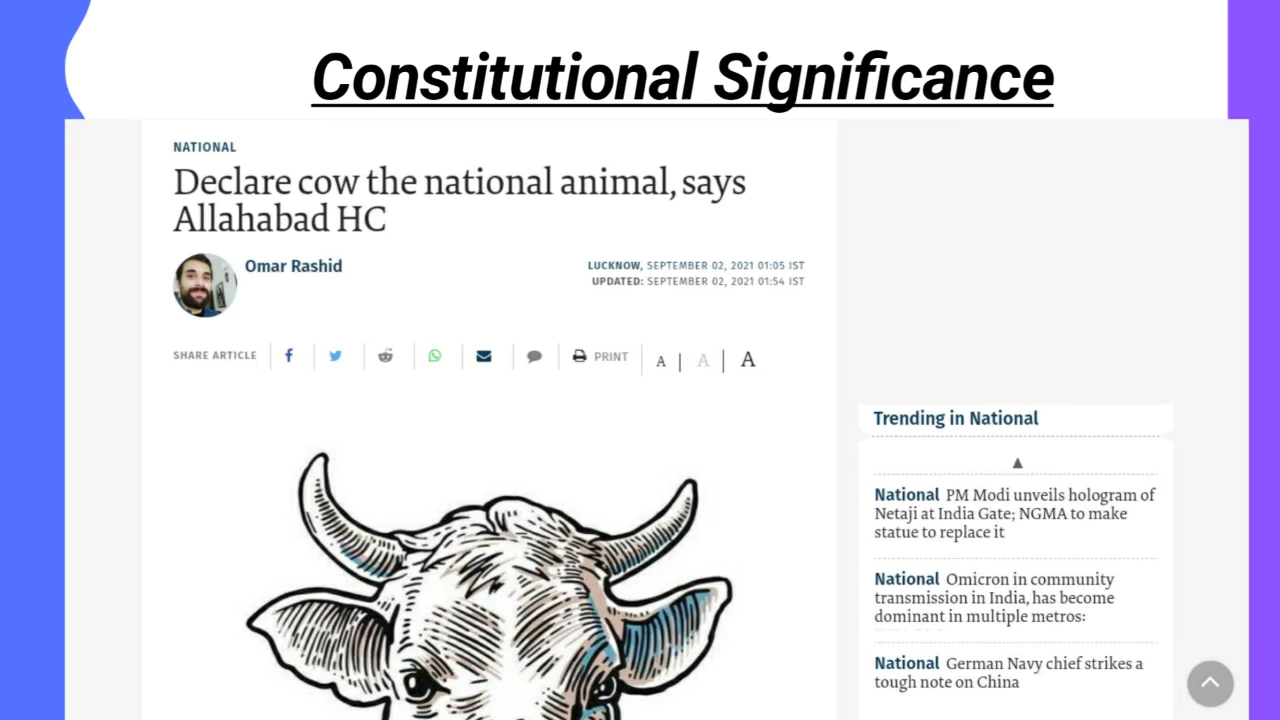 Constitutional Significance
NATIONAL
Declare cow the national animal, says
Allahabad HC
Omar Rashid
LUCKNOW, SEPTEMBER 02, 2021 01:05 IST
UPDATED: SEPTEMBER 02, 2021 01:54 IST
SHARE ARTICLE
PRINT
A | A | A
Trending in National
National PM Modi unveils hologram of
Netaji at India Gate; NGMA to make
statue to replace it
National Omicron in community
transmission in India, has become
dominant in multiple metros:
National German Navy chief strikes a
tough note on China